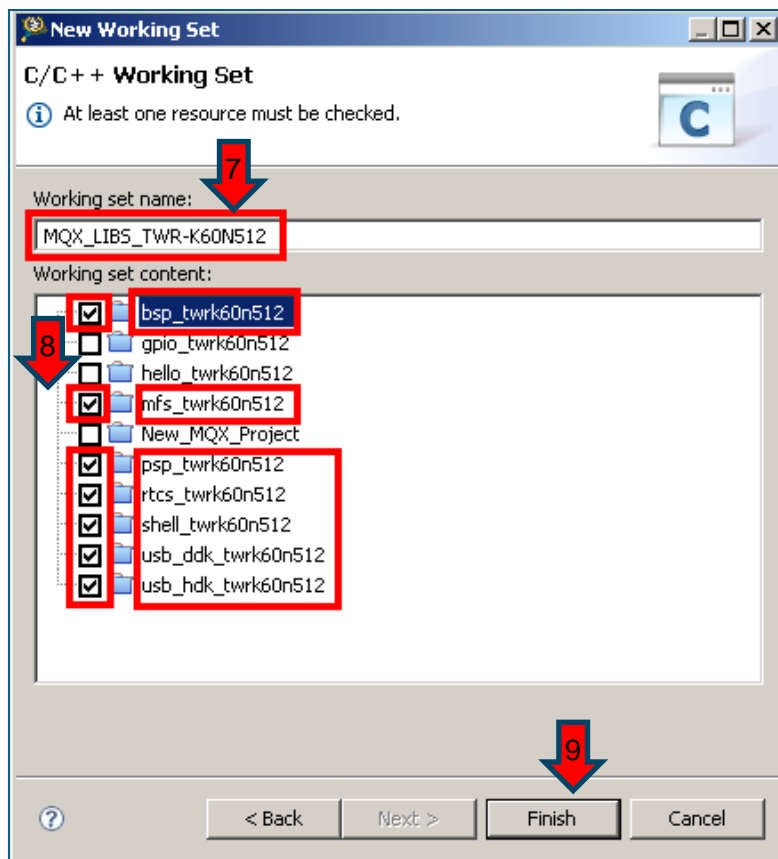 New Working Set
C/C++ Working Set
At least one resource must be checked.
C
7
Working set name:
MQX_LIBS_TWR-K60N512
Working set content:
bsp_twrk60n512
8
gpio_twrk60n512
hello_twrk60n512
mfs_twrk60n512
New_MQX_Project
psp_twrk60n512
rtcs_twrk60n512
shell_twrk60n512
usb_ddk_twrk60n512
usb_hdk_twrk60n512
9
? < Back Next > Finish Cancel